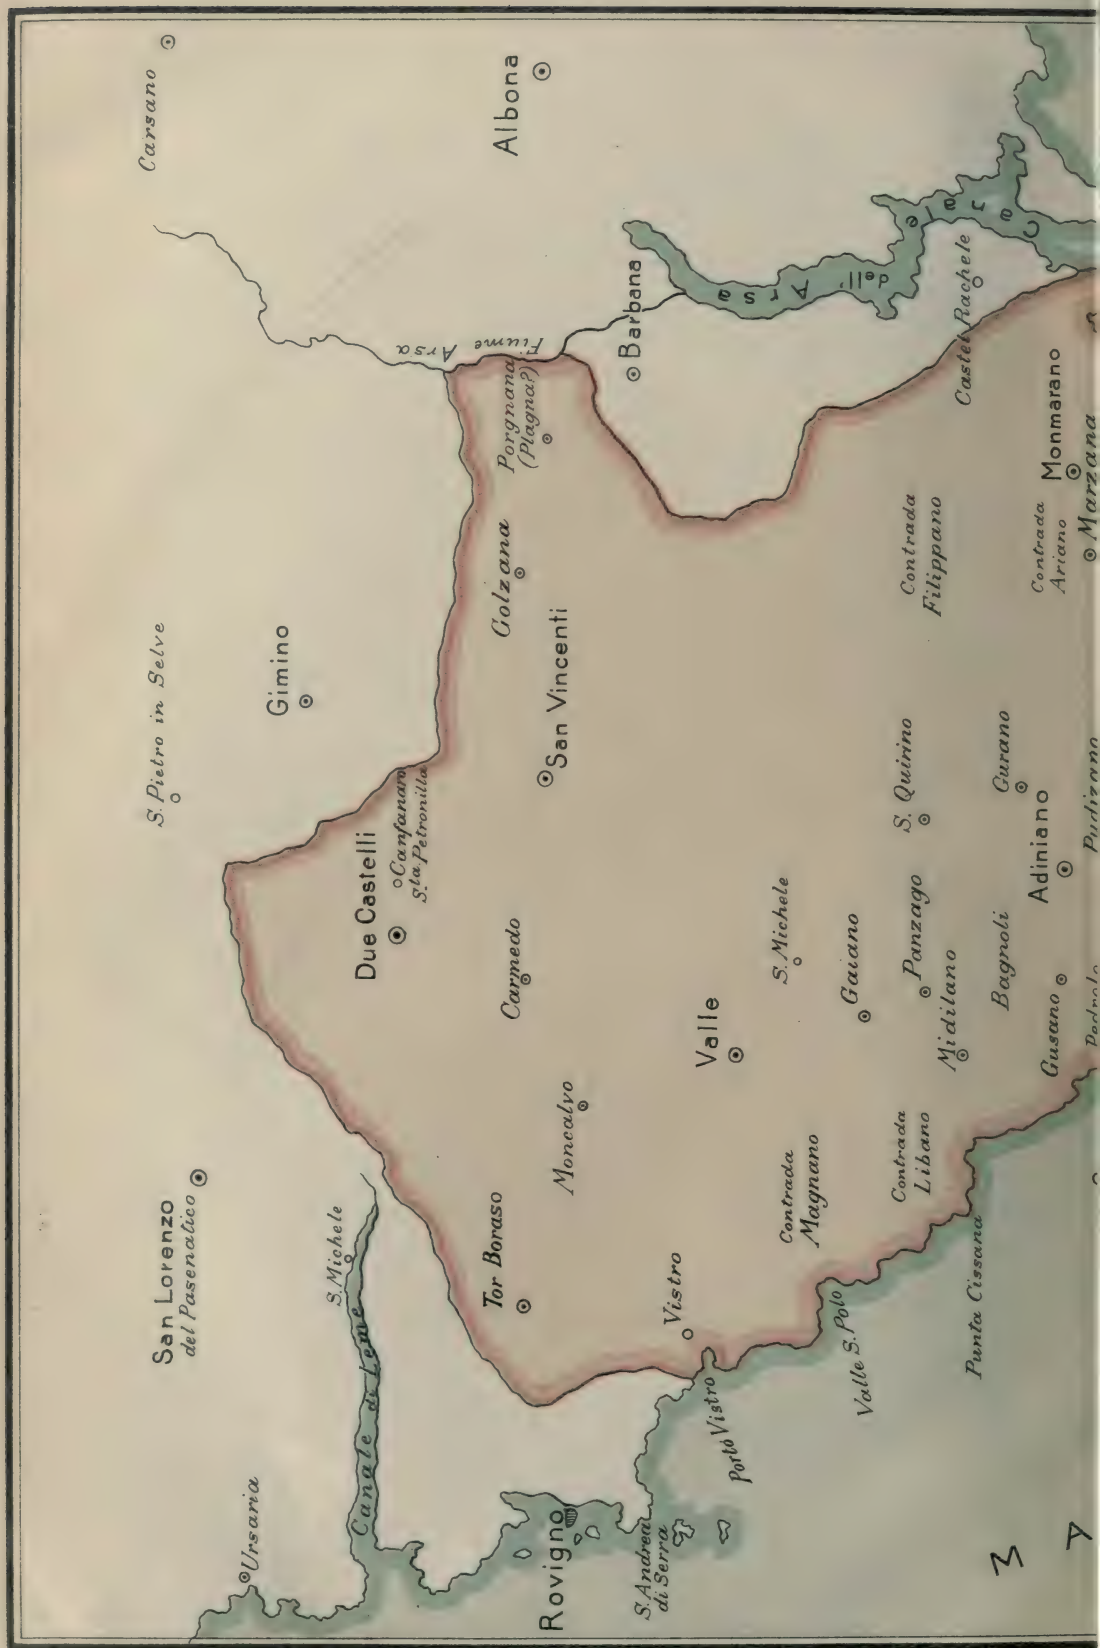 Carsano
Albona
S. Pietro in Selve
Gimino
San Lorenzo
del Pasenatico
Ursaria
S. Michele
Canale di Leme
Fiume Arsa
Porgnana
(Plagna?)
Barbana
Canale
dell'
Arsa
Castel Rachele
Golzana
San Vincenti
Canfanaro
S.ta Petronilla
Due Castelli
Carmedo
Moncalvo
Tor Boraso
Rovigno
S. Andrea
di Serra
Vistro
Porto Vistro
Valle
S. Michele
Contrada
Magnano
Valle S. Polo
Gaiano
S. Quirino
Panzago
Midilano
Contrada
Libano
Punta Cissana
Contrada
Filippano
Contrada
Ariano
Monmarano
Marzana
Gurano
Adiniano
Bagnoli
Gusano
Pudizano
M